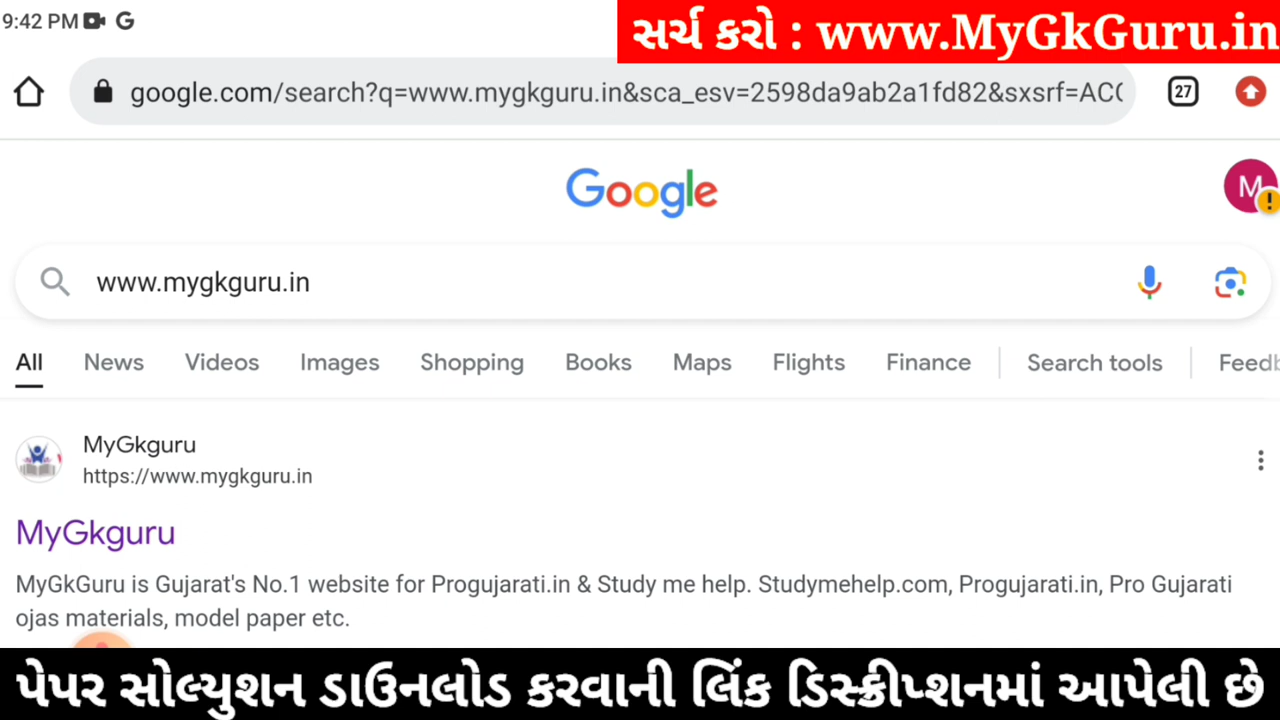 9:42 PM
સર્ચ કરો : www.MyGkGuru.in
google.com/search?q=www.mygkguru.in&sca_esv=2598da9ab2a1fd82&sxsrf=AC
27
Google
M
www.mygkguru.in
All News Videos Images Shopping Books Maps Flights Finance Search tools Feedb
MyGkguru
https://www.mygkguru.in
MyGkguru
MyGkGuru is Gujarat's No.1 website for Progujarati.in & Study me help. Studymehelp.com, Progujarati.in, Pro Gujarati
ojas materials, model paper etc.
પેપર સોલ્યુશન ડાઉનલોડ કરવાની લિંક ડિસ્ક્રીપ્શનમાં આપેલી છે